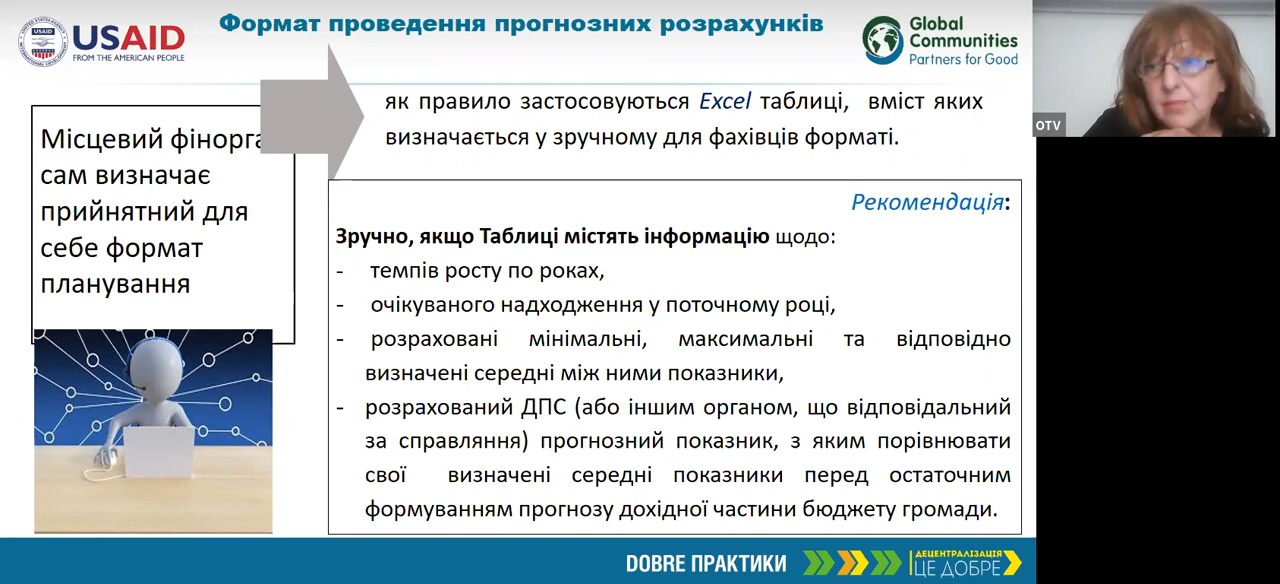 Формат проведення прогнозних розрахунків
USAID
FROM THE AMERICAN PEOPLE
Global
Communities
Partners for Good
OTV
Місцевий фінорга
сам визначає
прийнятний для
себе формат
планування
як правило застосовуються Excel таблиці, вміст яких
визначається у зручному для фахівців форматі.
Рекомендація:
Зручно, якщо Таблиці містять інформацію щодо:
- темпів росту по роках,
- очікуваного надходження у поточному році,
- розраховані мінімальні, максимальні та відповідно
визначені середні між ними показники,
- розрахований ДПС (або іншим органом, що відповідальний
за справляння) прогнозний показник, з яким порівнювати
свої визначені середні показники перед остаточним
формуванням прогнозу дохідної частини бюджету громади.
DOBRE ПРАКТИКИ
ДЕЦЕНТРАЛІЗАЦІЯ
ЦЕ ДОБРЕ